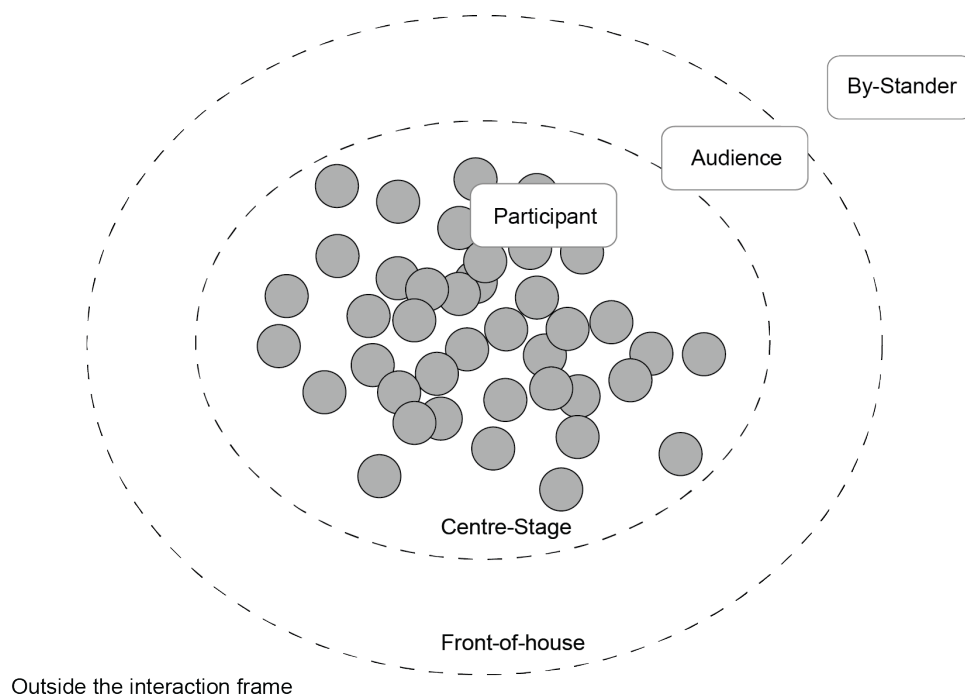 By-Stander
Audience
Participant
Centre-Stage
Front-of-house
Outside the interaction frame